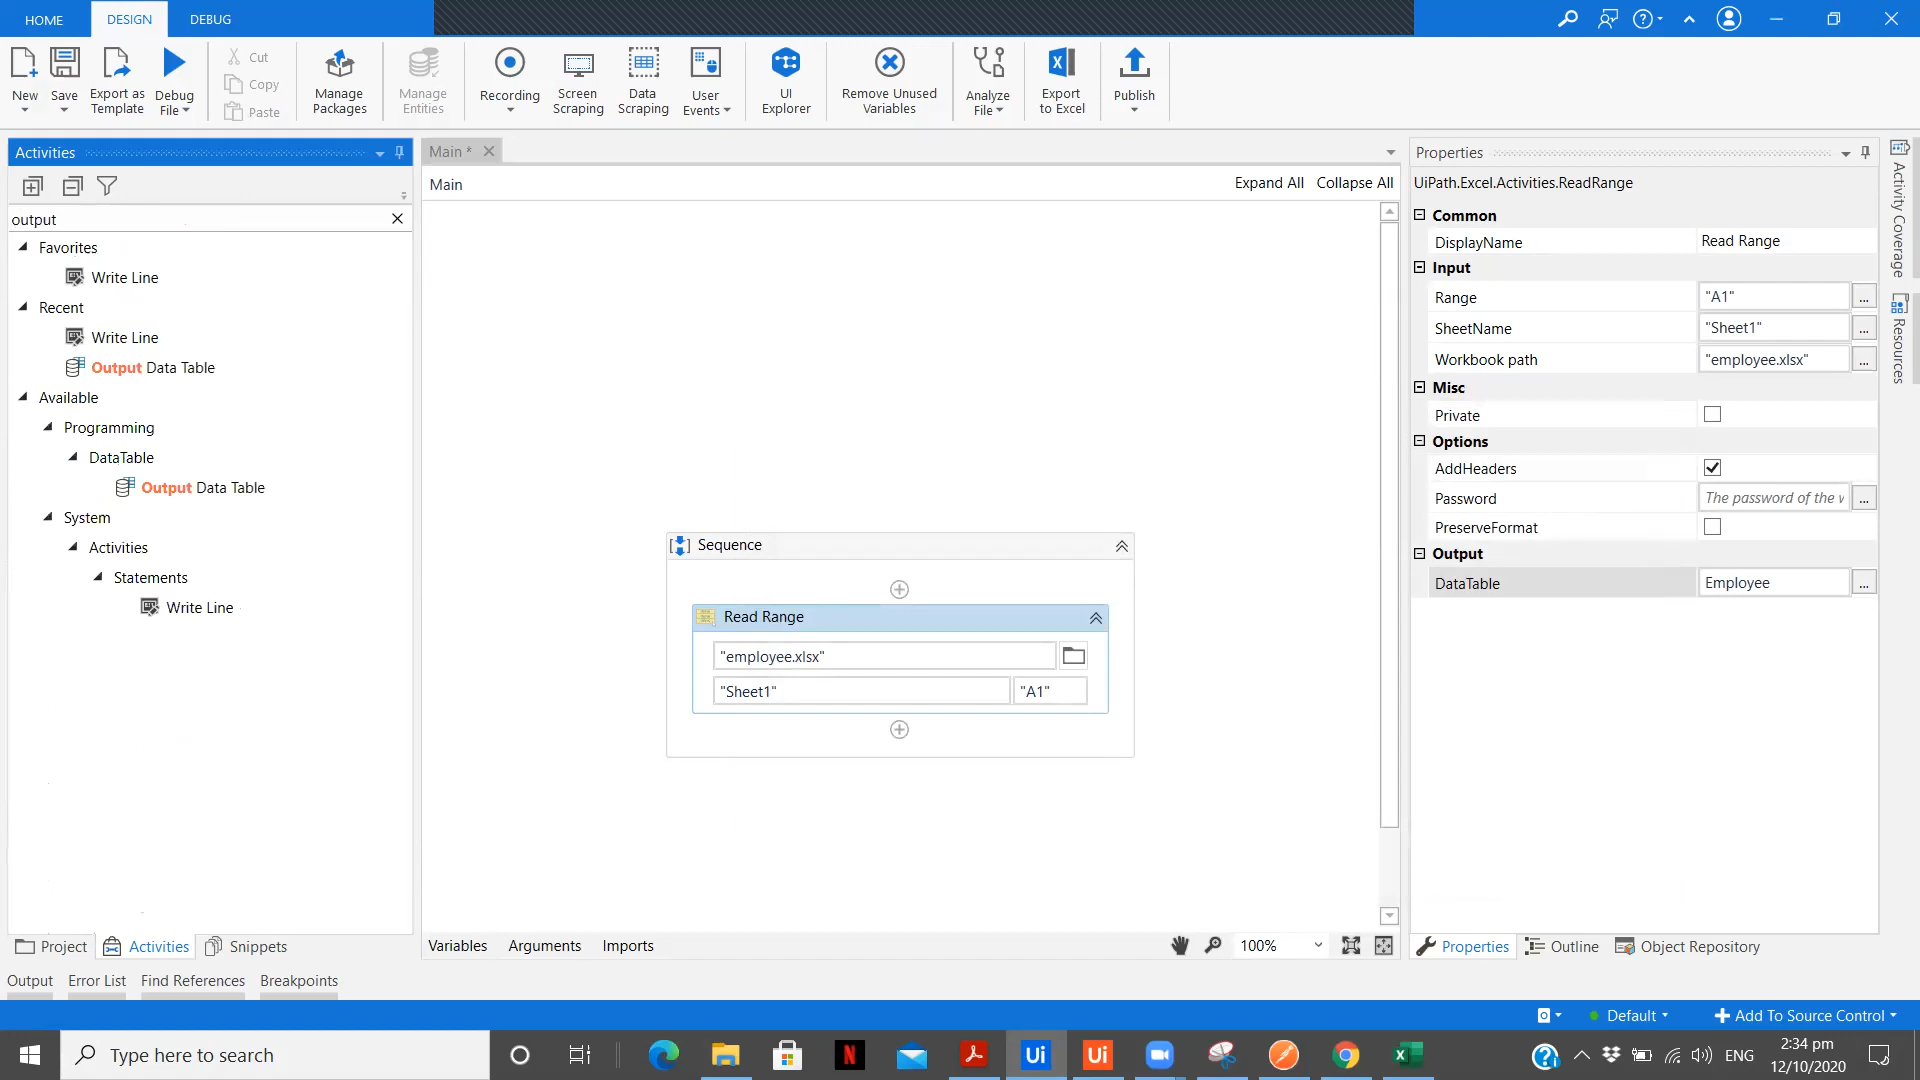 HOME DESIGN DEBUG
New Save Export as Template Debug File
Cut
Copy
Paste
Manage Packages Manage Entities Recording Screen Scraping Data Scraping User Events UI Explorer Remove Unused Variables Analyze File Export to Excel Publish
Activities
output
Favorites
Write Line
Recent
Write Line
Output Data Table
Available
Programming
DataTable
Output Data Table
System
Activities
Statements
Write Line
Project Activities Snippets
Main *
Main Expand All Collapse All
Sequence
Read Range
"employee.xlsx"
"Sheet1" "A1"
Variables Arguments Imports 100%
Properties
UiPath.Excel.Activities.ReadRange
Common
DisplayName Read Range
Input
Range "A1" ...
SheetName "Sheet1" ...
Workbook path "employee.xlsx" ...
Misc
Private
Options
AddHeaders
Password The password of the w ...
PreserveFormat
Output
DataTable Employee ...
Properties Outline Object Repository
Activity Coverage
Resources
Output Error List Find References Breakpoints
Default Add To Source Control
Type here to search
N Ui Ui
ENG
2:34 pm
12/10/2020